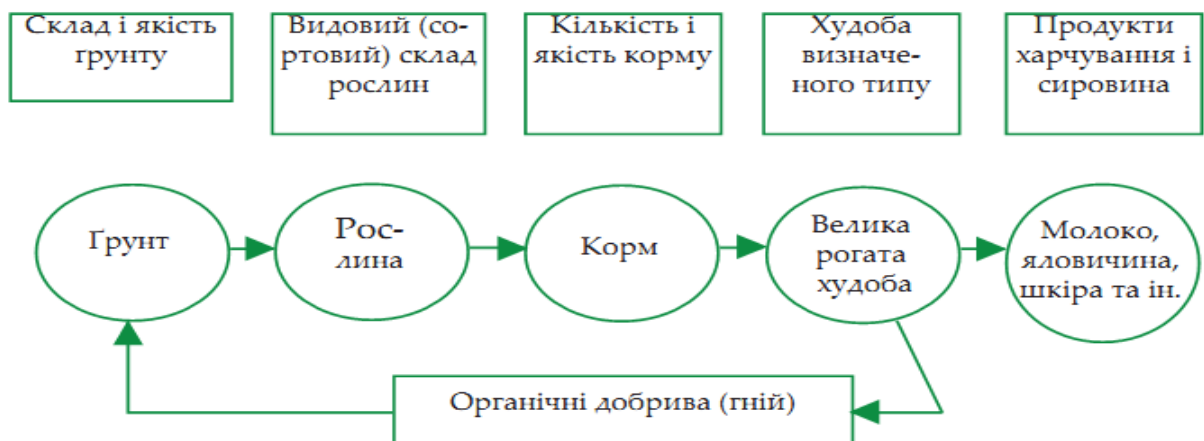 Склад і якість
ґрунту
Видовий (со-
ртовий) склад
рослин
Кількість і
якість корму
Худоба
визначе-
ного типу
Продукти
харчування і
сировина
Ґрунт
Рос-
лина
Корм
Велика
рогата
худоба
Молоко,
яловичина,
шкіра та ін.
Органічні добрива (гній)